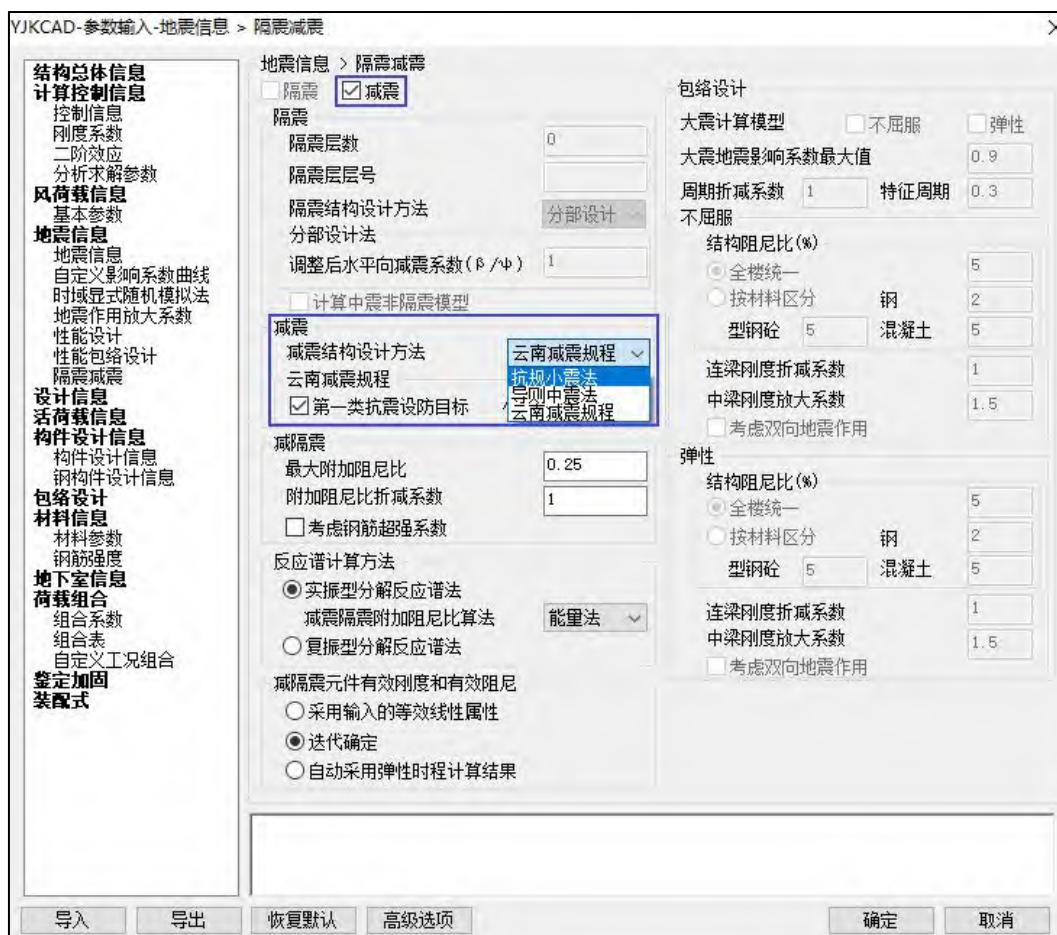 YJKCAD-参数输入-地震信息 > 隔震减震
结构总体信息
计算控制信息
控制信息
刚度系数
二阶效应
分析求解参数
风荷载信息
基本参数
地震信息
地震信息
自定义影响系数曲线
时域显式随机模拟法
地震作用放大系数
性能设计
性能包络设计
隔震减震
设计信息
活荷载信息
构件设计信息
构件设计信息
钢构件设计信息
包络设计
材料信息
材料参数
钢筋强度
地下室信息
荷载组合
组合系数
组合表
自定义工况组合
鉴定加固
装配式
地震信息 > 隔震减震
隔震 减震
隔震
隔震层数 0
隔震层层号
隔震结构设计方法 分部设计
分部设计法
调整后水平向减震系数(β/ψ) 1
计算中震非隔震模型
减震
减震结构设计方法 云南减震规程
抗规小震法
导则中震法
云南减震规程
云南减震规程
第一类抗震设防目标
减隔震
最大附加阻尼比 0.25
附加阻尼比折减系数 1
考虑钢筋超强系数
反应谱计算方法
实振型分解反应谱法
减震隔震附加阻尼比算法 能量法
复振型分解反应谱法
减隔震元件有效刚度和有效阻尼
采用输入的等效线性属性
迭代确定
自动采用弹性时程计算结果
包络设计
大震计算模型 不屈服 弹性
大震地震影响系数最大值 0.9
周期折减系数 1 特征周期 0.3
不屈服
结构阻尼比(%)
全楼统一 5
按材料区分 钢 2
型钢砼 5 混凝土 5
连梁刚度折减系数 1
中梁刚度放大系数 1.5
考虑双向地震作用
弹性
结构阻尼比(%)
全楼统一 5
按材料区分 钢 2
型钢砼 5 混凝土 5
连梁刚度折减系数 1
中梁刚度放大系数 1.5
考虑双向地震作用
导入 导出 恢复默认 高级选项 确定 取消